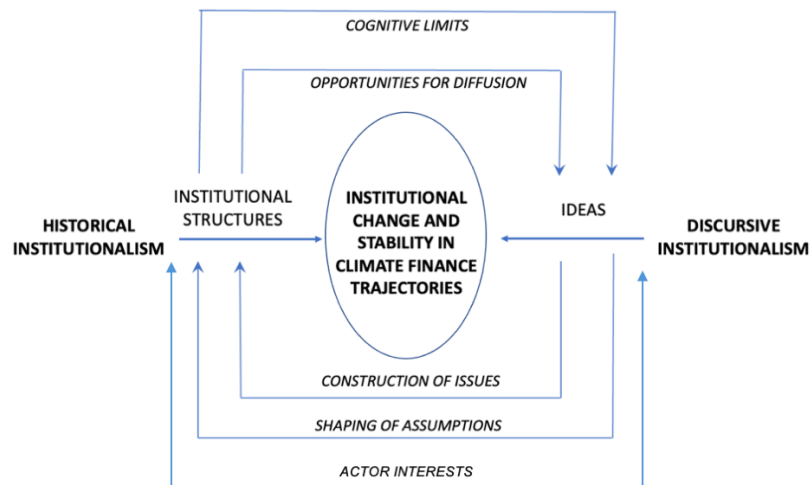 COGNITIVE LIMITS
OPPORTUNITIES FOR DIFFUSION
HISTORICAL
INSTITUTIONALISM
INSTITUTIONAL
STRUCTURES
INSTITUTIONAL
CHANGE AND
STABILITY IN
CLIMATE FINANCE
TRAJECTORIES
IDEAS
DISCURSIVE
INSTITUTIONALISM
CONSTRUCTION OF ISSUES
SHAPING OF ASSUMPTIONS
ACTOR INTERESTS